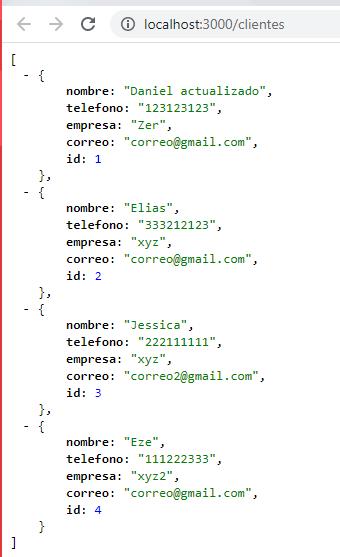 localhost:3000/clientes
[
- {
nombre: "Daniel actualizado",
telefono: "123123123",
empresa: "Zer",
correo: "correo@gmail.com",
id: 1
},
- {
nombre: "Elias",
telefono: "333212123",
empresa: "xyz",
correo: "correo@gmail.com",
id: 2
},
- {
nombre: "Jessica",
telefono: "222111111",
empresa: "xyz",
correo: "correo2@gmail.com",
id: 3
},
- {
nombre: "Eze",
telefono: "111222333",
empresa: "xyz2",
correo: "correo@gmail.com",
id: 4
}
]